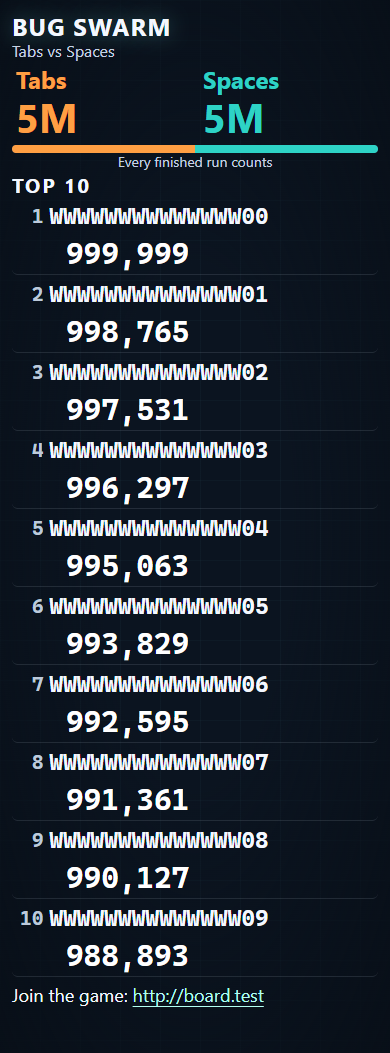 BUG SWARM
Tabs vs Spaces
Tabs Spaces
5M 5M
Every finished run counts
TOP 10
1 WWWWWWWWWWWWWW00
999,999
2 WWWWWWWWWWWWWW01
998,765
3 WWWWWWWWWWWWWW02
997,531
4 WWWWWWWWWWWWWW03
996,297
5 WWWWWWWWWWWWWW04
995,063
6 WWWWWWWWWWWWWW05
993,829
7 WWWWWWWWWWWWWW06
992,595
8 WWWWWWWWWWWWWW07
991,361
9 WWWWWWWWWWWWWW08
990,127
10 WWWWWWWWWWWWWW09
988,893
Join the game: http://board.test